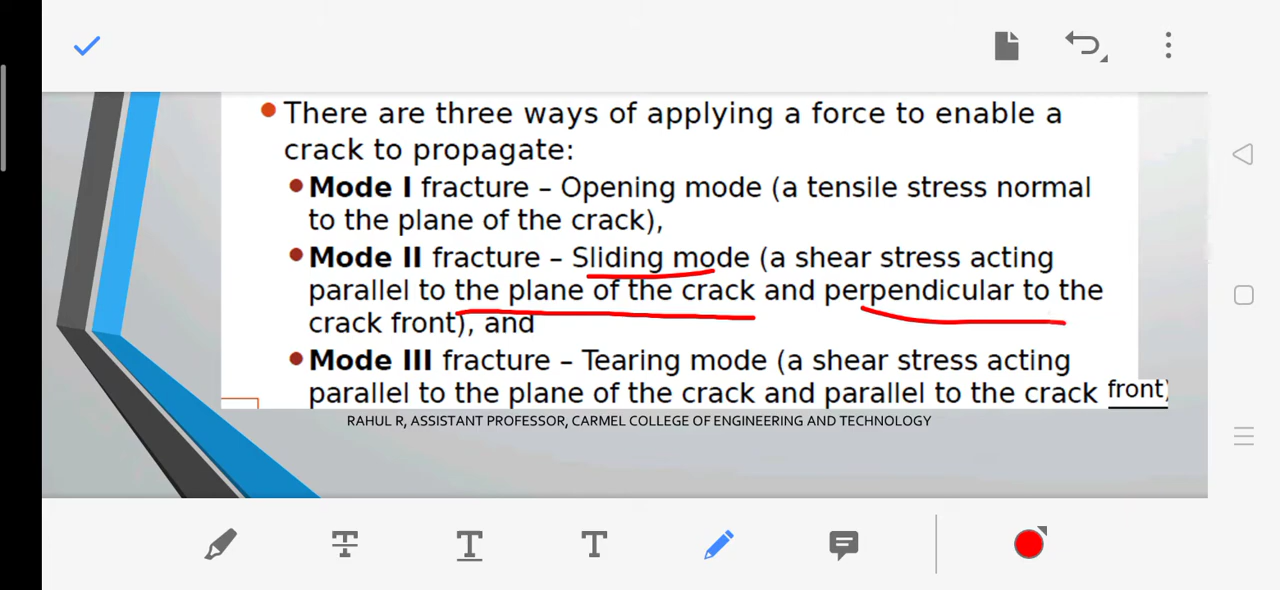 There are three ways of applying a force to enable a
crack to propagate:
Mode I fracture – Opening mode (a tensile stress normal
to the plane of the crack),
Mode II fracture – Sliding mode (a shear stress acting
parallel to the plane of the crack and perpendicular to the
crack front), and
Mode III fracture – Tearing mode (a shear stress acting
parallel to the plane of the crack and parallel to the crack front)
RAHUL R, ASSISTANT PROFESSOR, CARMEL COLLEGE OF ENGINEERING AND TECHNOLOGY
T T T